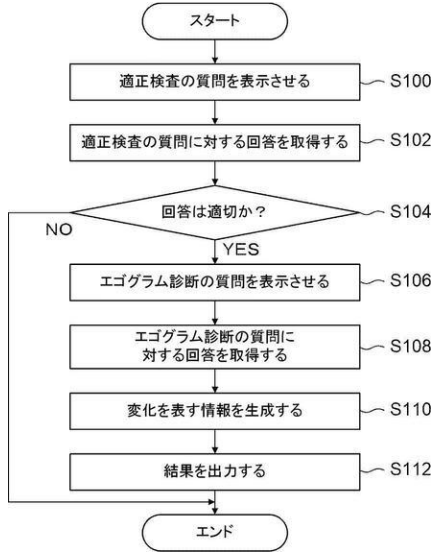 スタート
適正検査の質問を表示させる
S100
適正検査の質問に対する回答を取得する
S102
回答は適切か?
S104
NO
YES
エゴグラム診断の質問を表示させる
S106
エゴグラム診断の質問に
対する回答を取得する
S108
変化を表す情報を生成する
S110
結果を出力する
S112
エンド